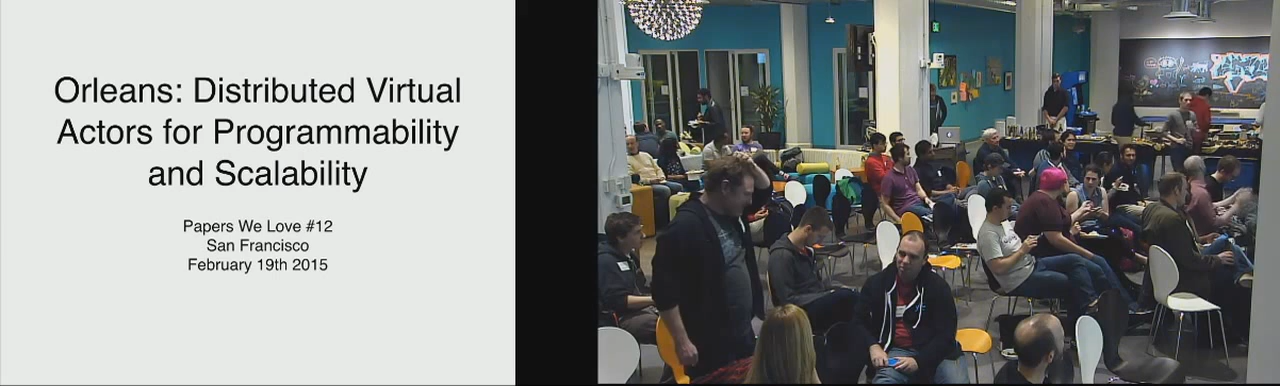 Orleans: Distributed Virtual
Actors for Programmability
and Scalability
Papers We Love #12
San Francisco
February 19th 2015